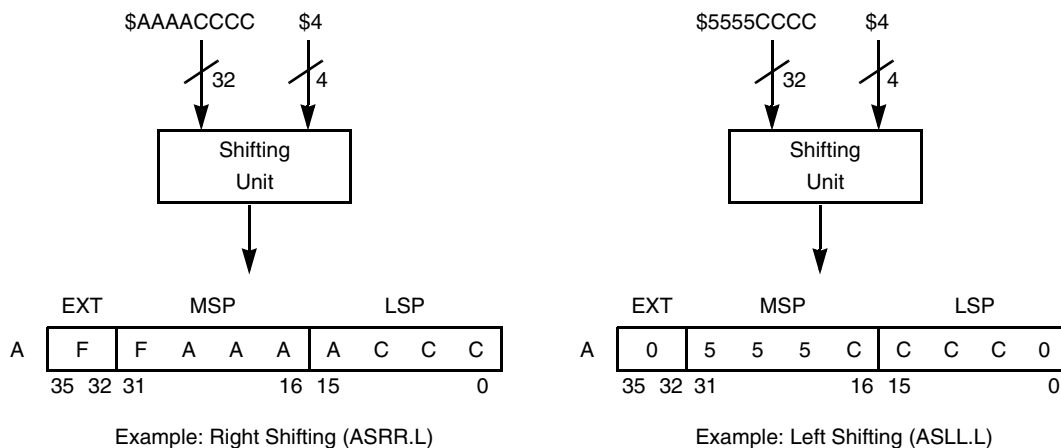 $AAAACCCC $4
32 4
Shifting
Unit
EXT MSP LSP
A F F A A A A C C C
35 32 31 16 15 0
Example: Right Shifting (ASRR.L)
$5555CCCC $4
32 4
Shifting
Unit
EXT MSP LSP
A 0 5 5 5 C C C C 0
35 32 31 16 15 0
Example: Left Shifting (ASLL.L)